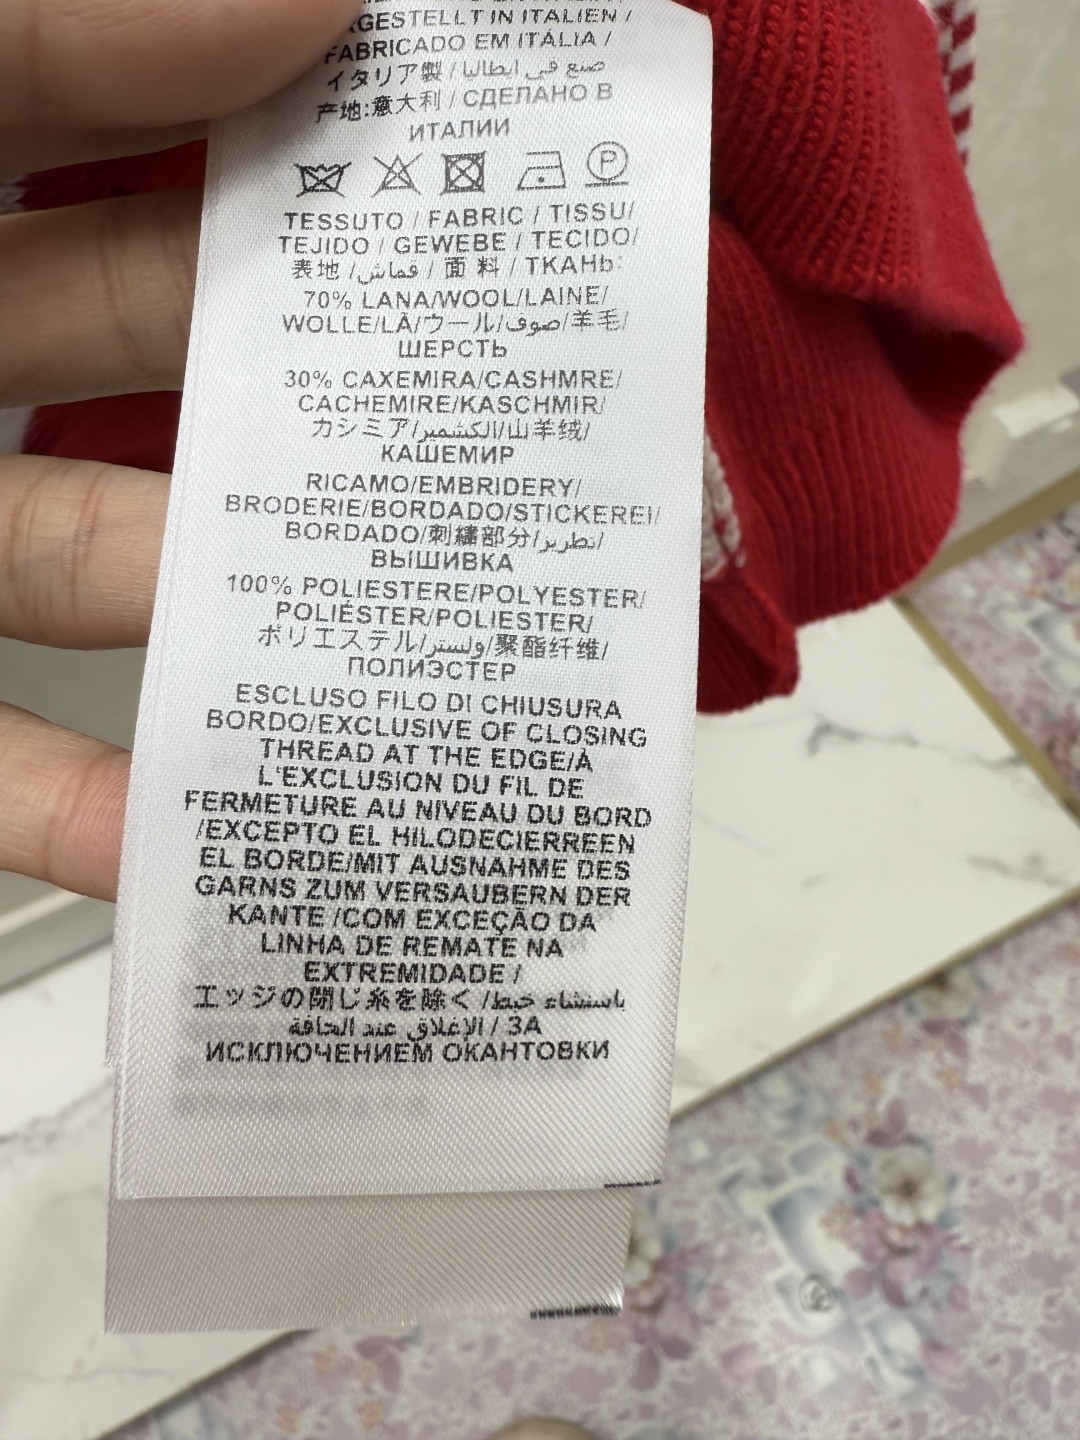 RGESTELLT IN ITALIEN /
FABRICADO EM ITÁLIA /
イタリア製 / صنع في ايطاليا
产地:意大利 / СДЕЛАНО В
ИТАЛИИ
P
TESSUTO / FABRIC / TISSU/
TEJIDO / GEWEBE / TECIDO/
表地 /قماش / 面 料 / ТКАНЬ:
70% LANA/WOOL/LAINE/
WOLLE/LÃ/ウール/صوف/羊毛/
ШЕРСТЬ
30% CAXEMIRA/CASHMRE/
CACHEMIRE/KASCHMIR/
カシミア/الكشمير/山羊绒/
КАШЕМИР
RICAMO/EMBRIDERY/
BRODERIE/BORDADO/STICKEREI/
BORDADO/刺繍部分/تطريز/
ВЫШИВКА
100% POLIESTERE/POLYESTER/
POLIÉSTER/POLIESTER/
ポリエステル/ولستر/聚酯纤维/
ПОЛИЭСТЕР
ESCLUSO FILO DI CHIUSURA
BORDO/EXCLUSIVE OF CLOSING
THREAD AT THE EDGE/À
L'EXCLUSION DU FIL DE
FERMETURE AU NIVEAU DU BORD
/EXCEPTO EL HILODECIERREEN
EL BORDE/MIT AUSNAHME DES
GARNS ZUM VERSAUBERN DER
KANTE /COM EXCEÇÃO DA
LINHA DE REMATE NA
EXTREMIDADE /
エッジの閉じ糸を除く /باستثناء خيط
الإغلاق عند الحافة / ЗА
ИСКЛЮЧЕНИЕМ ОКАНТОВКИ